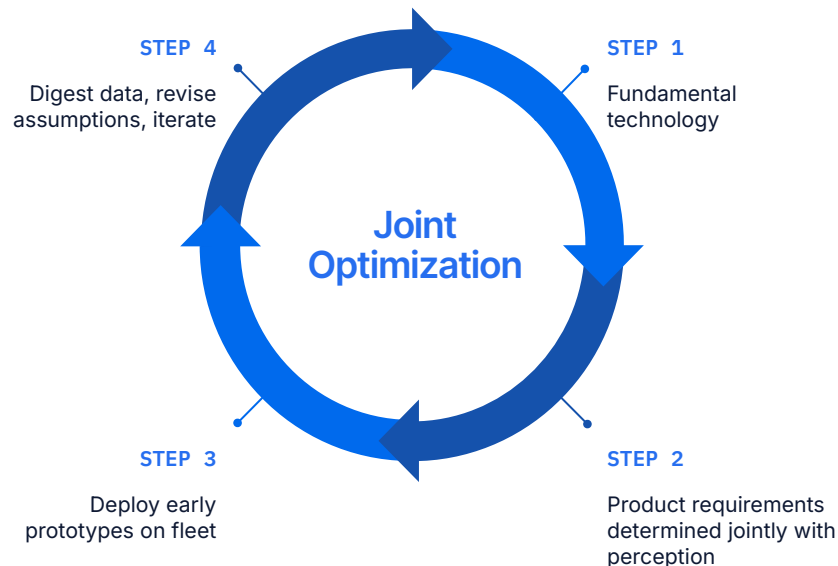 STEP 4
Digest data, revise
assumptions, iterate
STEP 1
Fundamental
technology
Joint
Optimization
STEP 3
Deploy early
prototypes on fleet
STEP 2
Product requirements
determined jointly with
perception